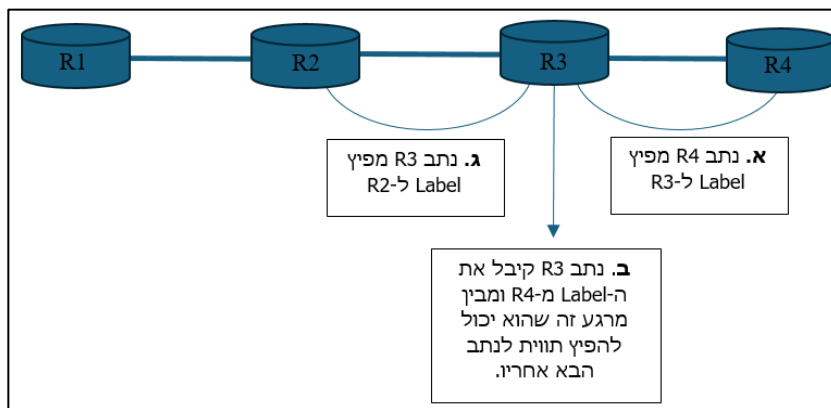 R1
R2
R3
R4
א. נתב R4 מפיץ
Label ל-R3
ג. נתב R3 מפיץ
Label ל-R2
ב. נתב R3 קיבל את
ה-Label מ-R4 ומבין
מרגע זה שהוא יכול
להפיץ תווית לנתב
הבא אחריו.